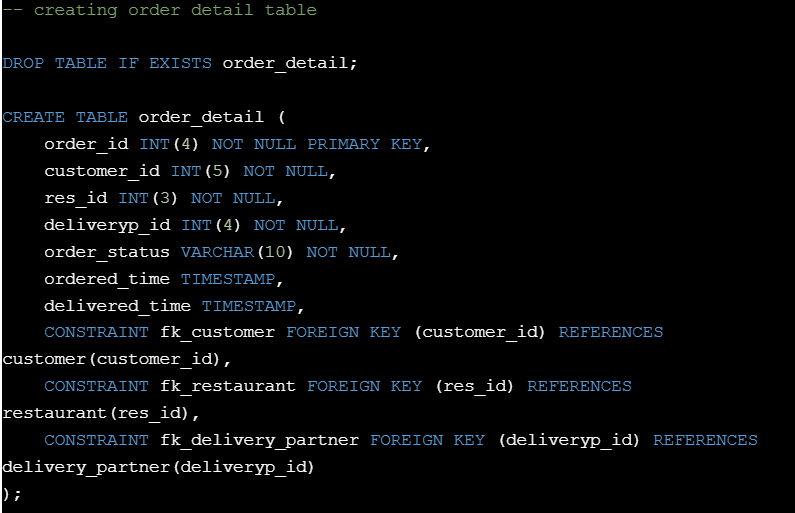 -- creating order detail table
DROP TABLE IF EXISTS order_detail;
CREATE TABLE order_detail (
    order_id INT(4) NOT NULL PRIMARY KEY,
    customer_id INT(5) NOT NULL,
    res_id INT(3) NOT NULL,
    deliveryp_id INT(4) NOT NULL,
    order_status VARCHAR(10) NOT NULL,
    ordered_time TIMESTAMP,
    delivered_time TIMESTAMP,
    CONSTRAINT fk_customer FOREIGN KEY (customer_id) REFERENCES
customer(customer_id),
    CONSTRAINT fk_restaurant FOREIGN KEY (res_id) REFERENCES
restaurant(res_id),
    CONSTRAINT fk_delivery_partner FOREIGN KEY (deliveryp_id) REFERENCES
delivery_partner(deliveryp_id)
);